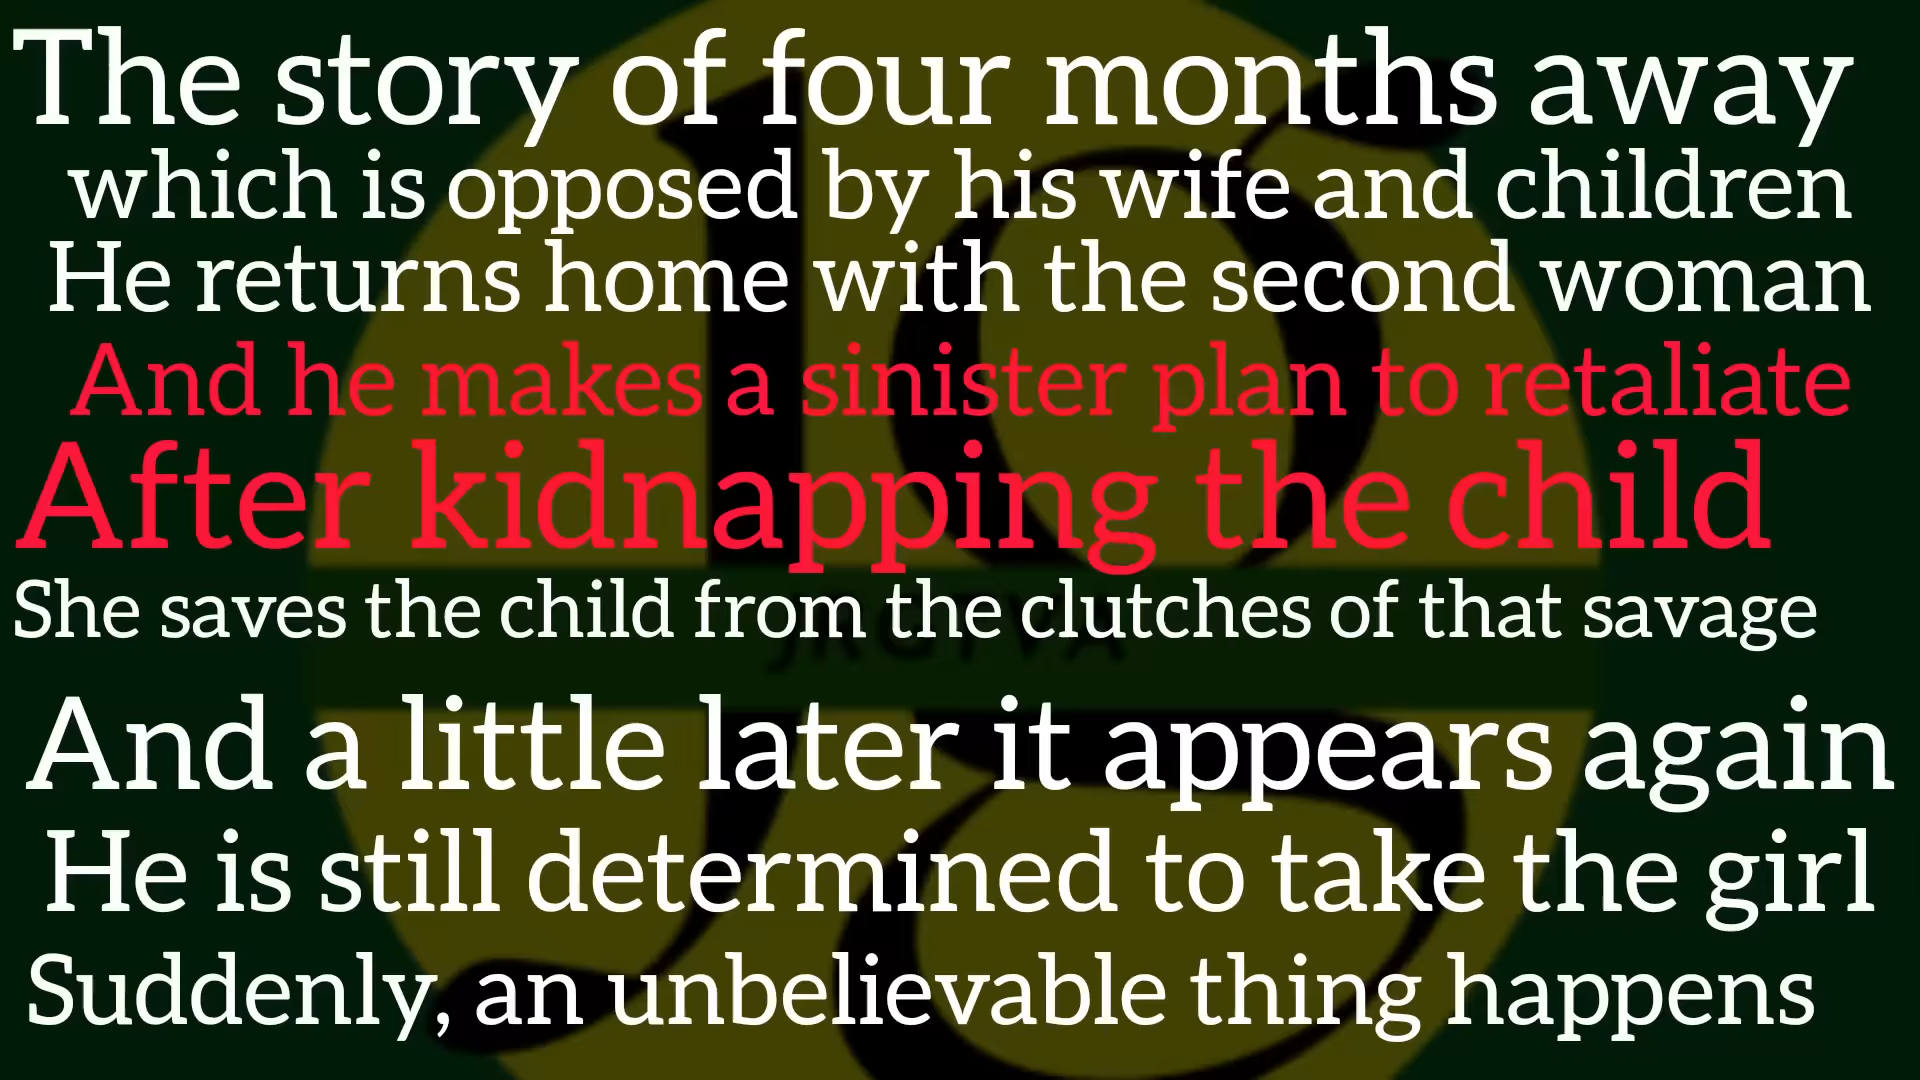 The story of four months away
which is opposed by his wife and children
He returns home with the second woman
And he makes a sinister plan to retaliate
After kidnapping the child
She saves the child from the clutches of that savage
JRGTVA
And a little later it appears again
He is still determined to take the girl
Suddenly, an unbelievable thing happens